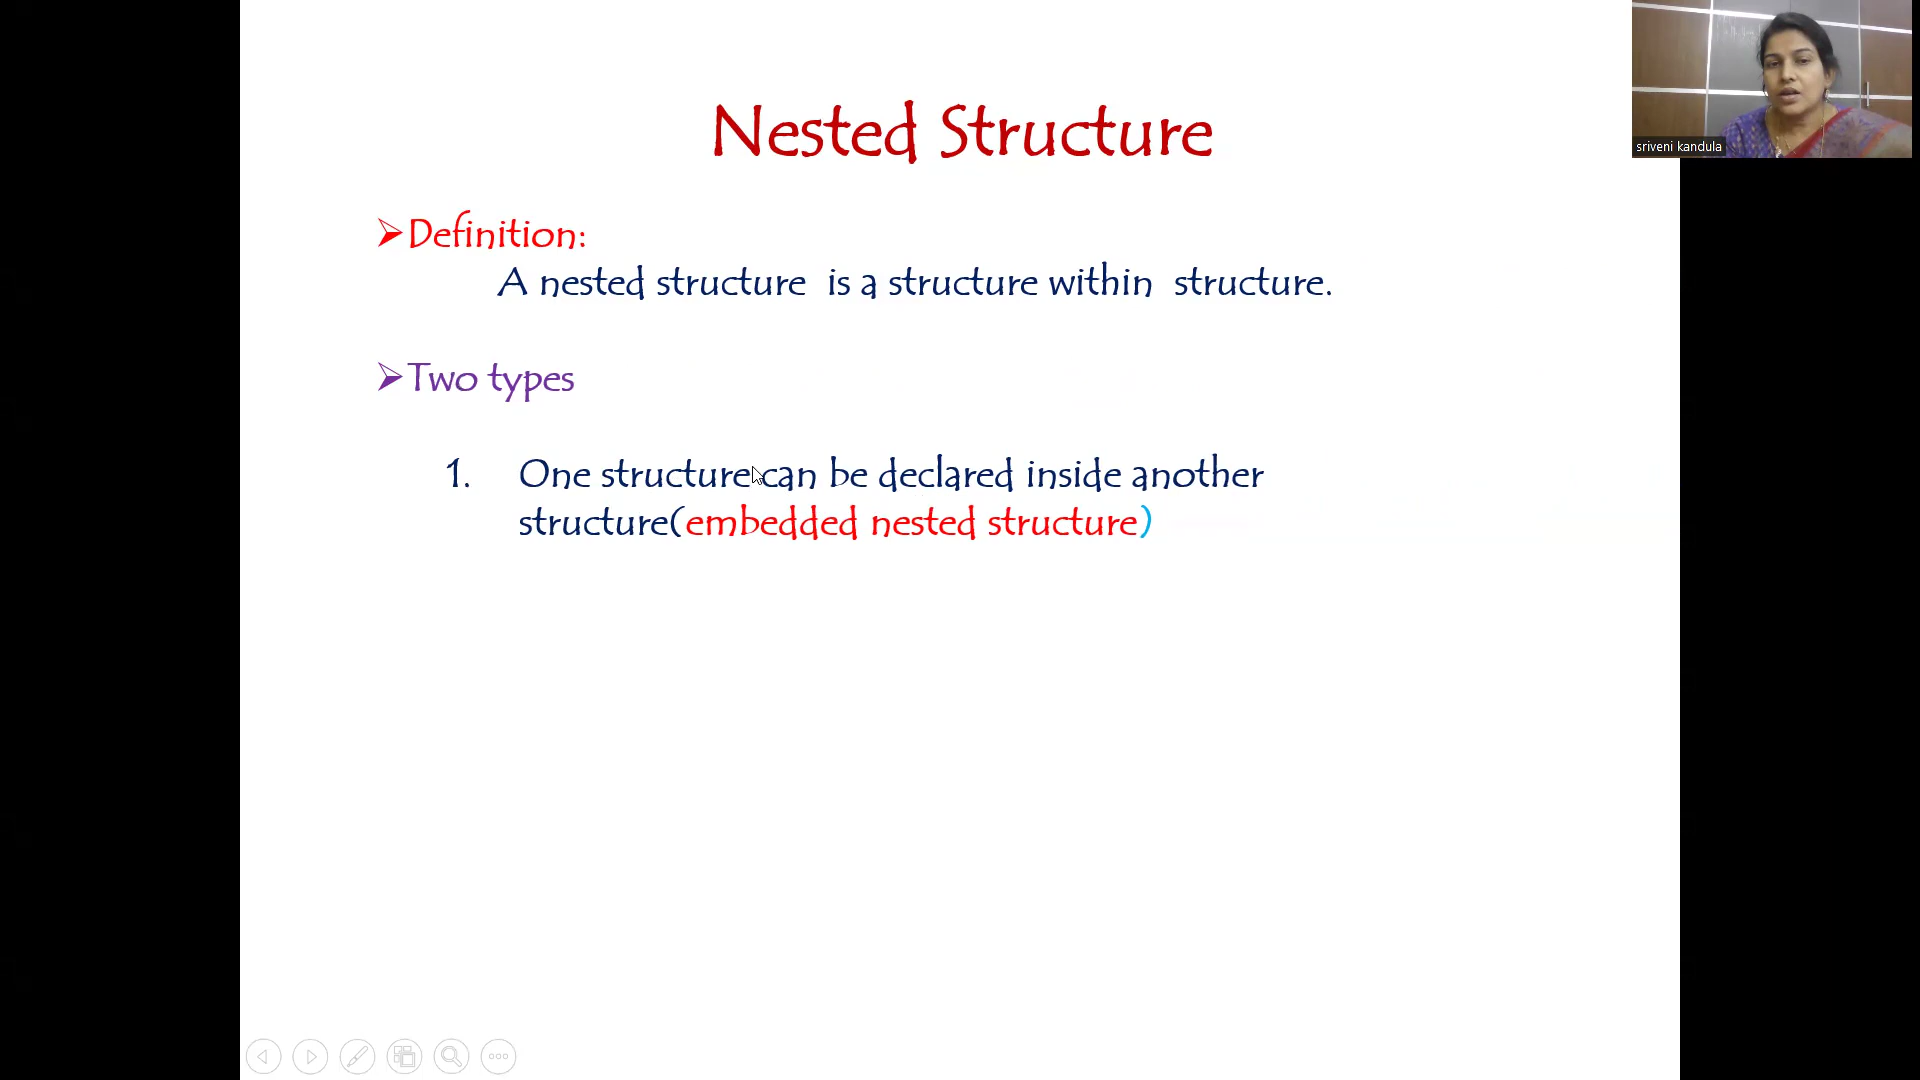 Nested Structure
sriveni kandula
➢Definition:
A nested structure is a structure within structure.
➢Two types
1. One structure can be declared inside another
structure(embedded nested structure)